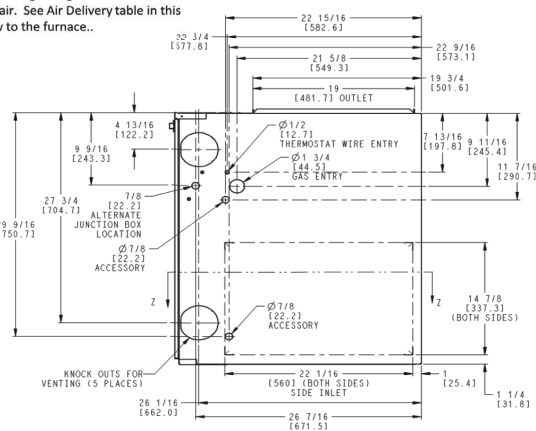 air. See Air Delivery table in this
w to the furnace..
22 15/16
[582.6]
22 3/4
[577.8]
22 9/16
[573.1]
21 5/8
[549.3]
19 3/4
[501.6]
19
[481.7] OUTLET
4 13/16
[122.2]
9 9/16
[243.3]
Ø1/2
[12.7]
THERMOSTAT WIRE ENTRY
Ø1 3/4
[44.5]
GAS ENTRY
7 13/16
[197.8]
9 11/16
[245.4]
11 7/16
[290.7]
27 3/4
[704.7]
29 9/16
[750.7]
7/8
[22.2]
ALTERNATE
JUNCTION BOX
LOCATION
Ø7/8
[22.2]
ACCESSORY
Z
Z
Ø7/8
[22.2]
ACCESSORY
14 7/8
[337.3]
(BOTH SIDES)
KNOCK OUTS FOR
VENTING (5 PLACES)
22 1/16
[560] (BOTH SIDES)
SIDE INLET
1
[25.4]
1 1/4
[31.8]
26 1/16
[662.0]
26 7/16
[671.5]